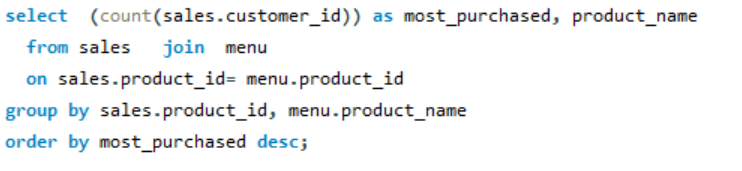 select  (count(sales.customer_id)) as most_purchased, product_name
from sales   join  menu
on sales.product_id= menu.product_id
group by sales.product_id, menu.product_name
order by most_purchased desc;